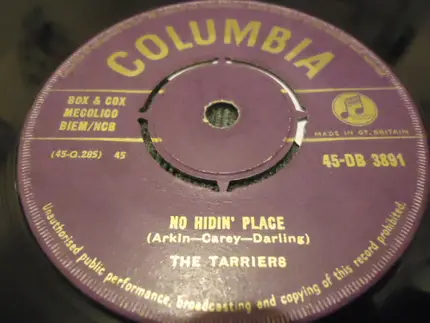 COLUMBIA
BOX & COX
MECOLICO
BIEM/NCB
MADE IN GT. BRITAIN
(45-Q.285) 45
45-DB 3891
NO HIDIN' PLACE
(Arkin—Carey—Darling)
THE TARRIERS
Unauthorised public performance, broadcasting and copying of this record prohibited.